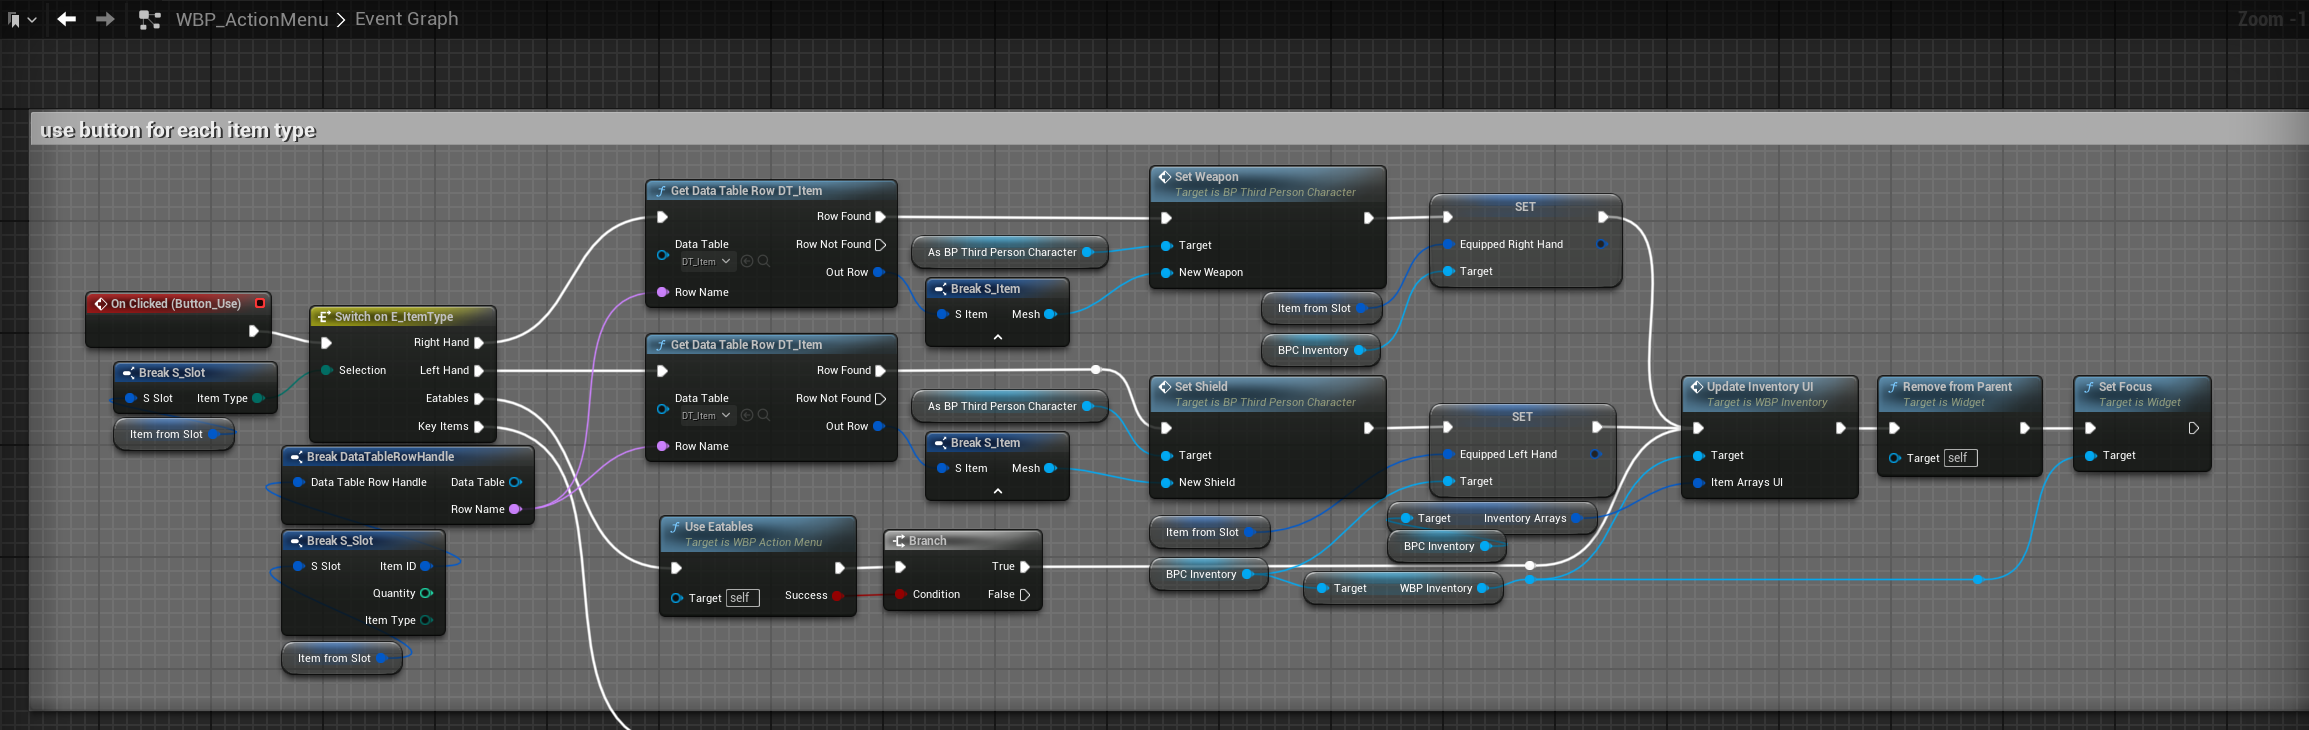 WBP_ActionMenu > Event Graph
Zoom -1
use button for each item type
On Clicked (Button_Use)
Break S_Slot
S Slot Item Type
Item from Slot
Switch on E_ItemType
Right Hand
Selection Left Hand
Eatables
Key Items
Break DataTableRowHandle
Data Table Row Handle Data Table
Row Name
Break S_Slot
S Slot Item ID
Quantity
Item Type
Item from Slot
Get Data Table Row DT_Item
Row Found
Data Table Row Not Found
DT_Item
Out Row
Row Name
Get Data Table Row DT_Item
Row Found
Data Table Row Not Found
DT_Item
Out Row
Row Name
Use Eatables
Target is WBP Action Menu
Target self Success
Branch
True
Condition False
As BP Third Person Character
Break S_Item
S Item Mesh
As BP Third Person Character
Break S_Item
S Item Mesh
Set Weapon
Target is BP Third Person Character
Target
New Weapon
SET
Equipped Right Hand
Target
Item from Slot
BPC Inventory
Set Shield
Target is BP Third Person Character
Target
New Shield
SET
Equipped Left Hand
Target
Item from Slot
BPC Inventory
Target Inventory Arrays
BPC Inventory
Target WBP Inventory
Update Inventory UI
Target is WBP Inventory
Target
Item Arrays UI
Remove from Parent
Target is Widget
Target self
Set Focus
Target is Widget
Target